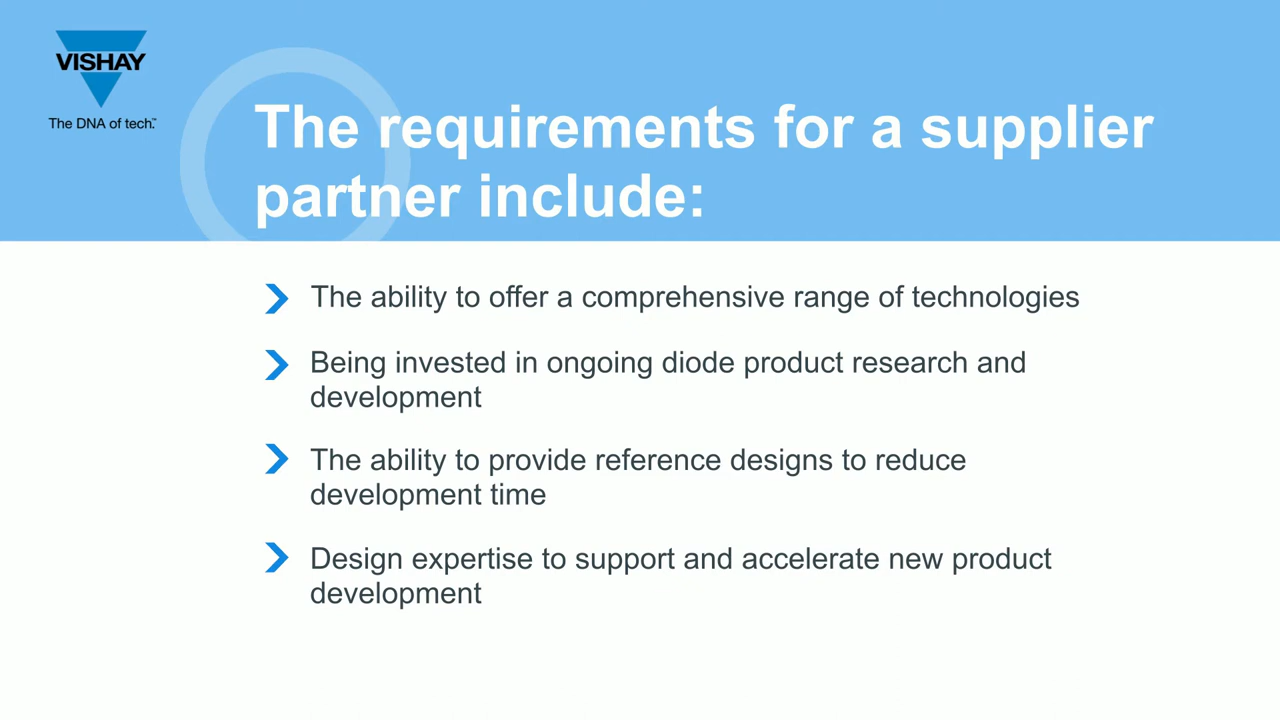 VISHAY
The DNA of tech.™
The requirements for a supplier
partner include:
The ability to offer a comprehensive range of technologies
Being invested in ongoing diode product research and
development
The ability to provide reference designs to reduce
development time
Design expertise to support and accelerate new product
development